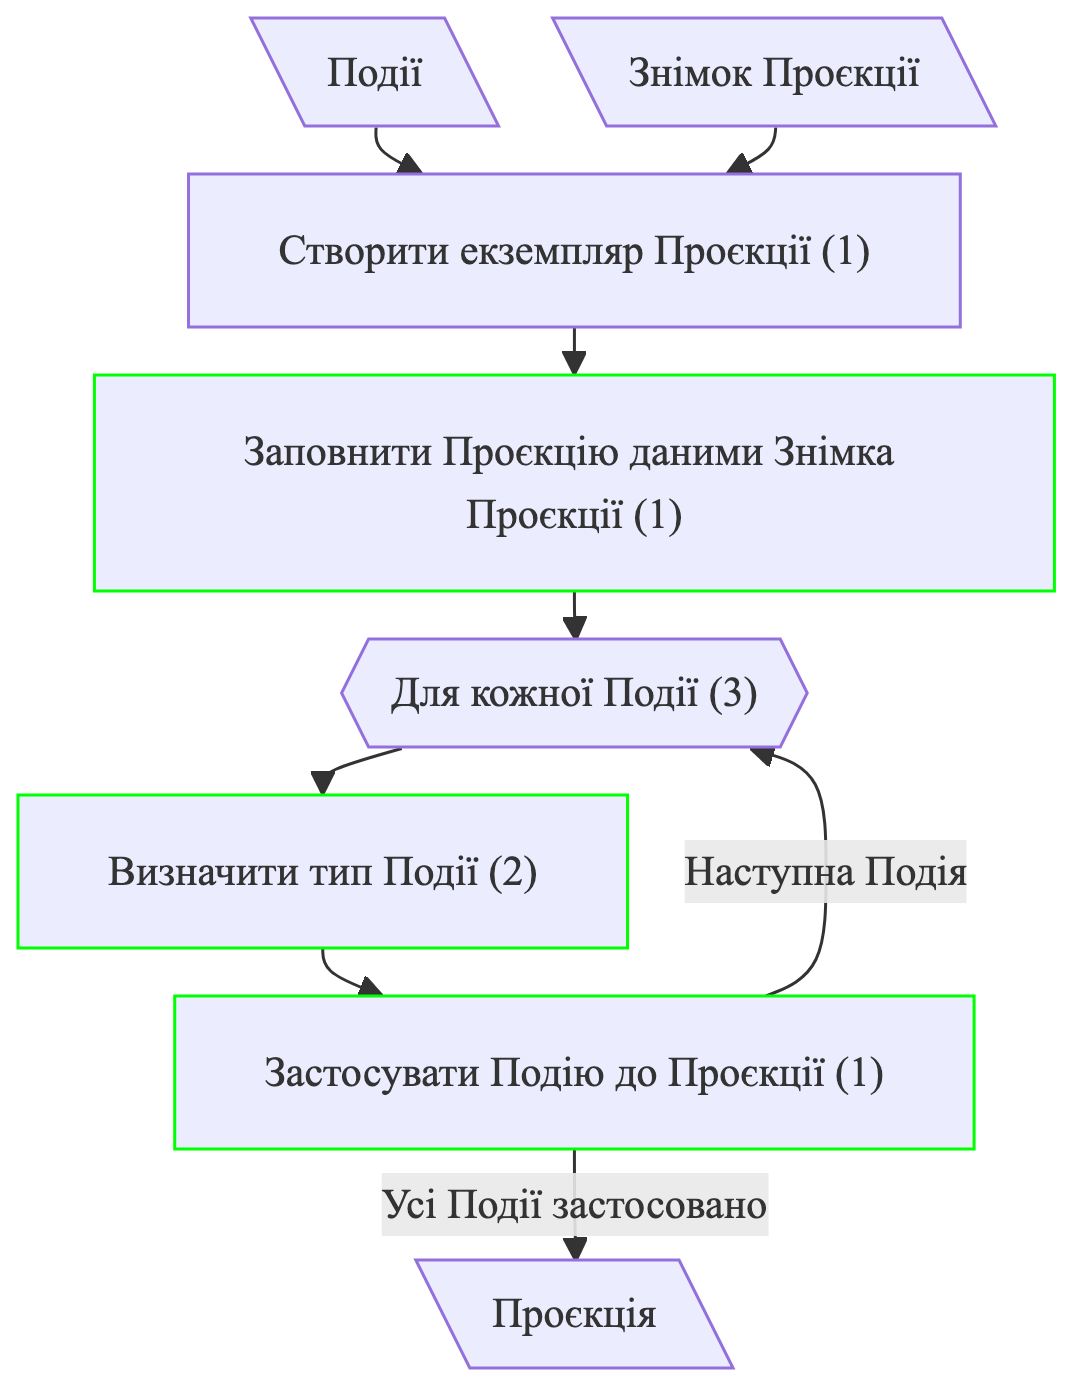 Події
Знімок Проєкції
Створити екземпляр Проєкції (1)
Заповнити Проєкцію даними Знімка
Проєкції (1)
Для кожної Події (3)
Визначити тип Події (2)
Наступна Подія
Застосувати Подію до Проєкції (1)
Усі Події застосовано
Проєкція